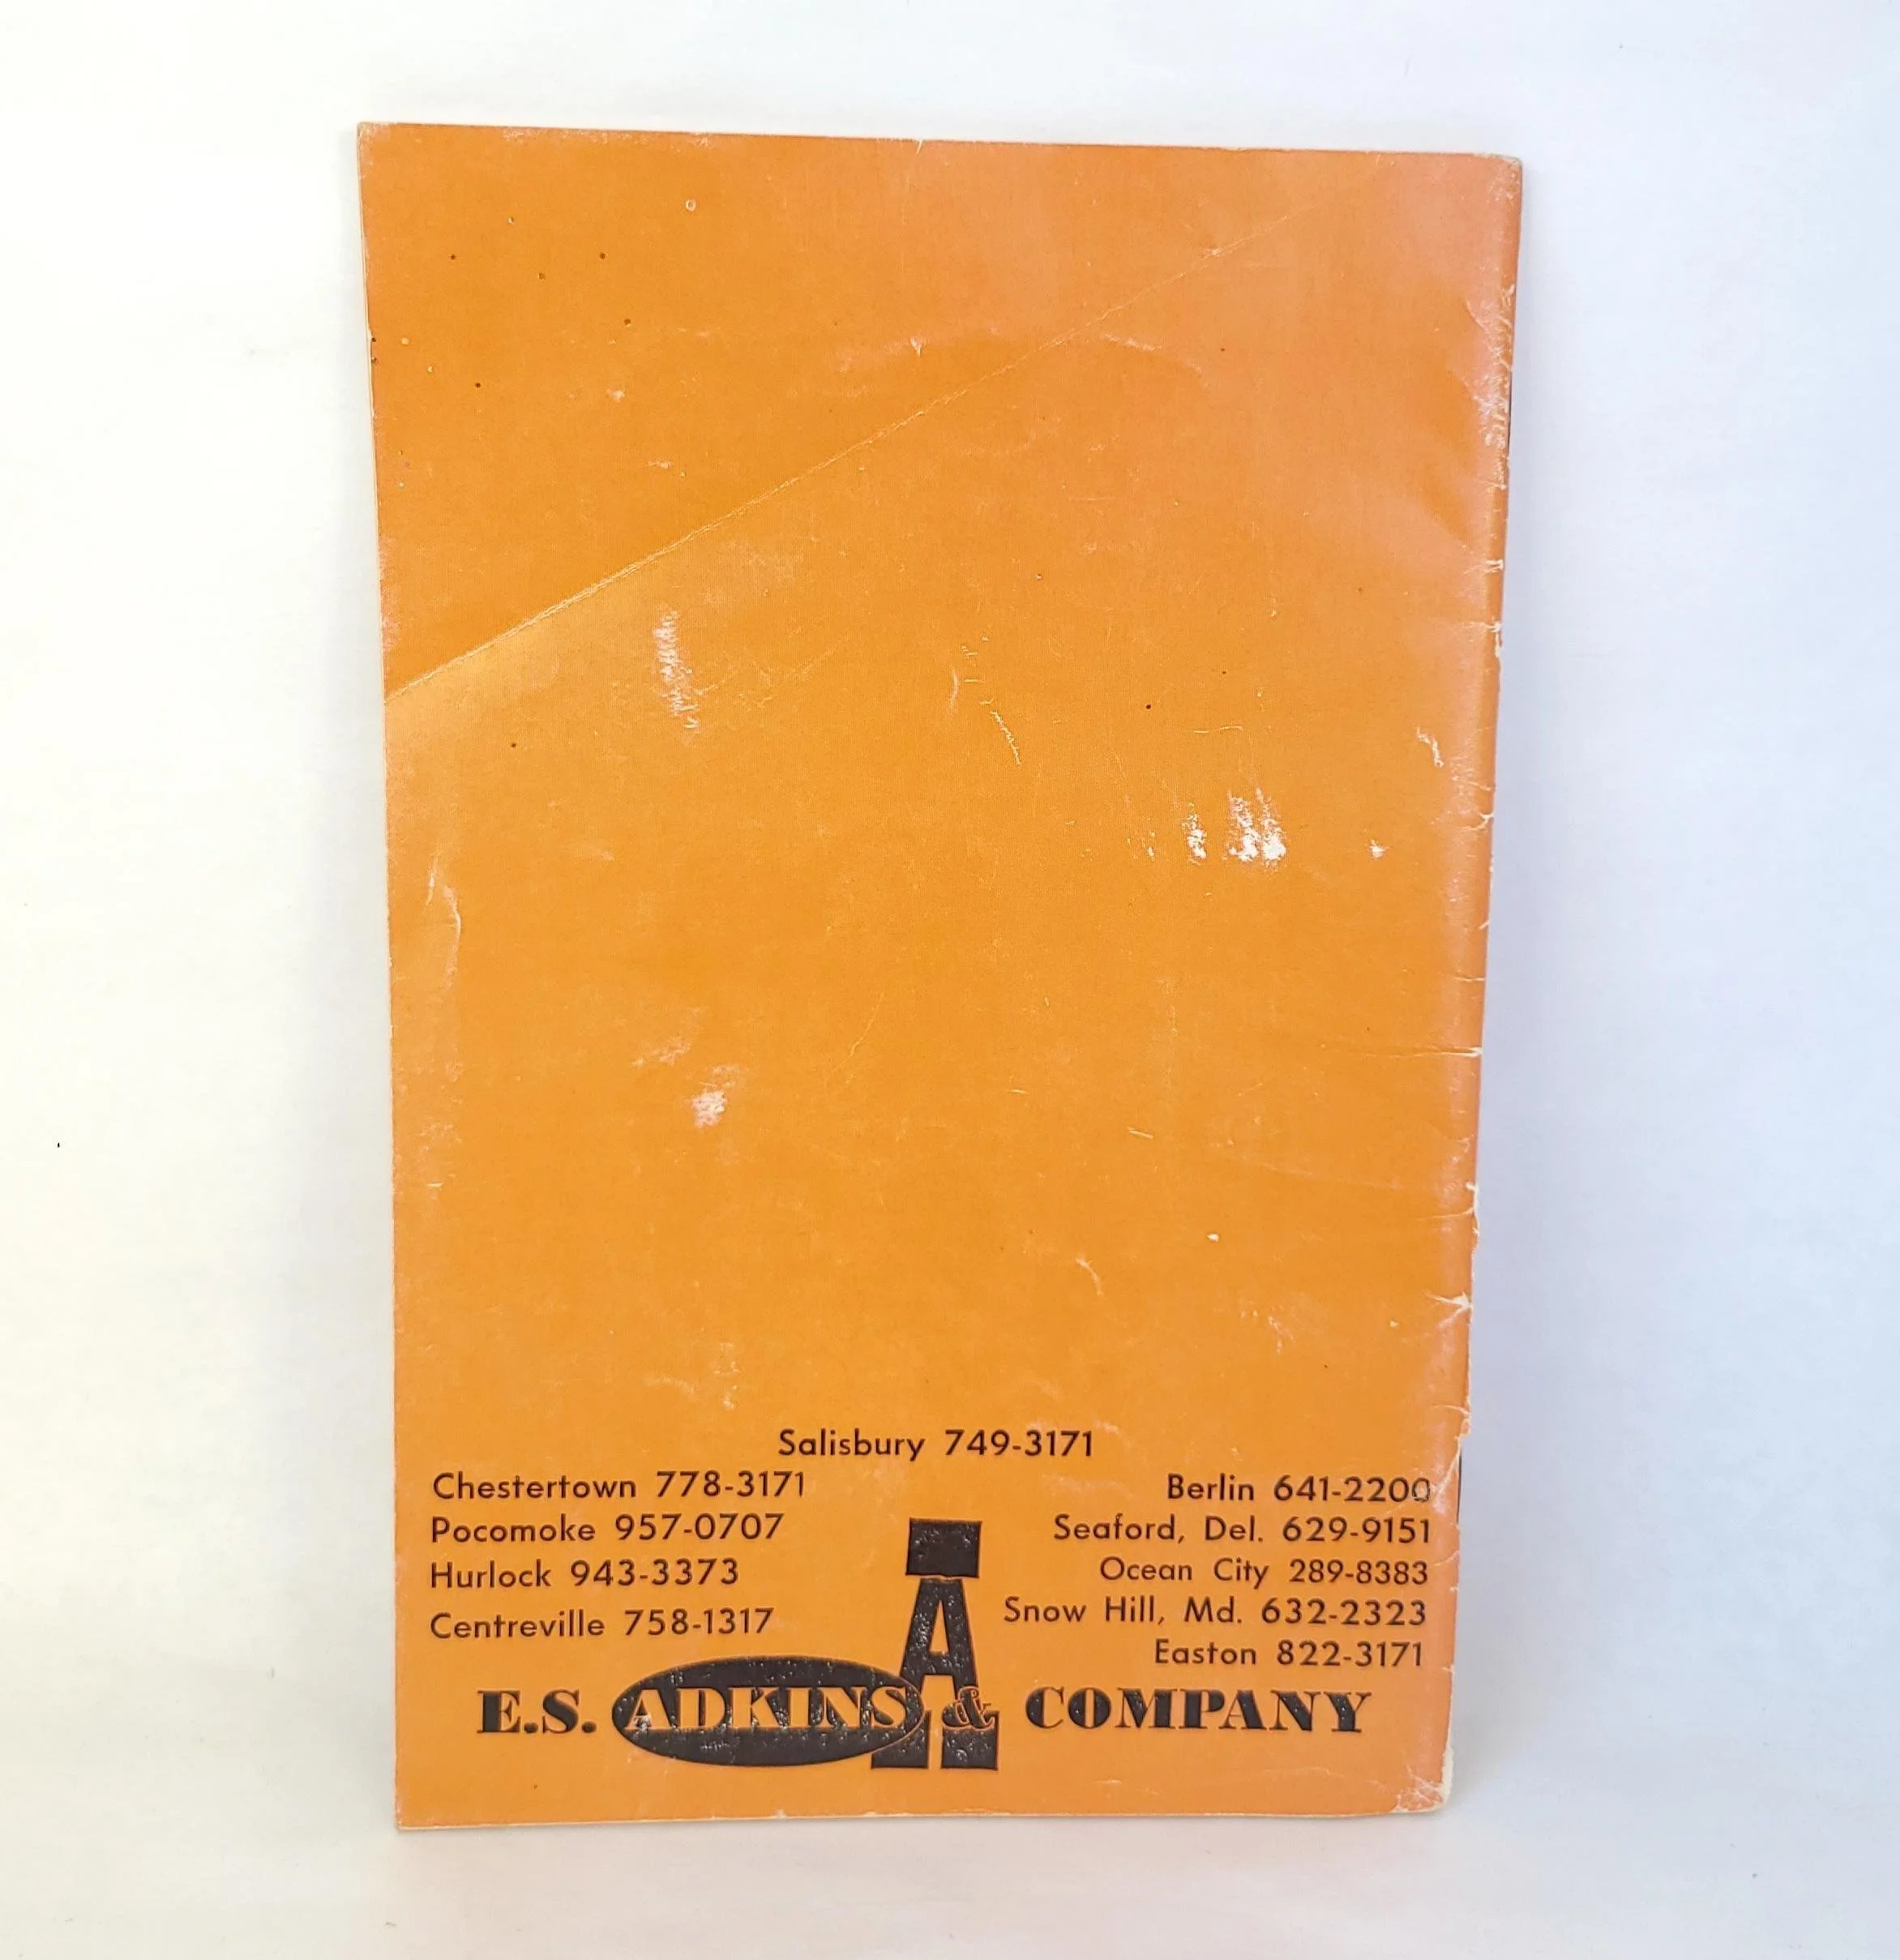 Salisbury 749-3171
Chestertown 778-3171
Pocomoke 957-0707
Hurlock 943-3373
Centreville 758-1317
Berlin 641-2200
Seaford, Del. 629-9151
Ocean City 289-8383
Snow Hill, Md. 632-2323
Easton 822-3171
A
E.S. ADKINS & COMPANY